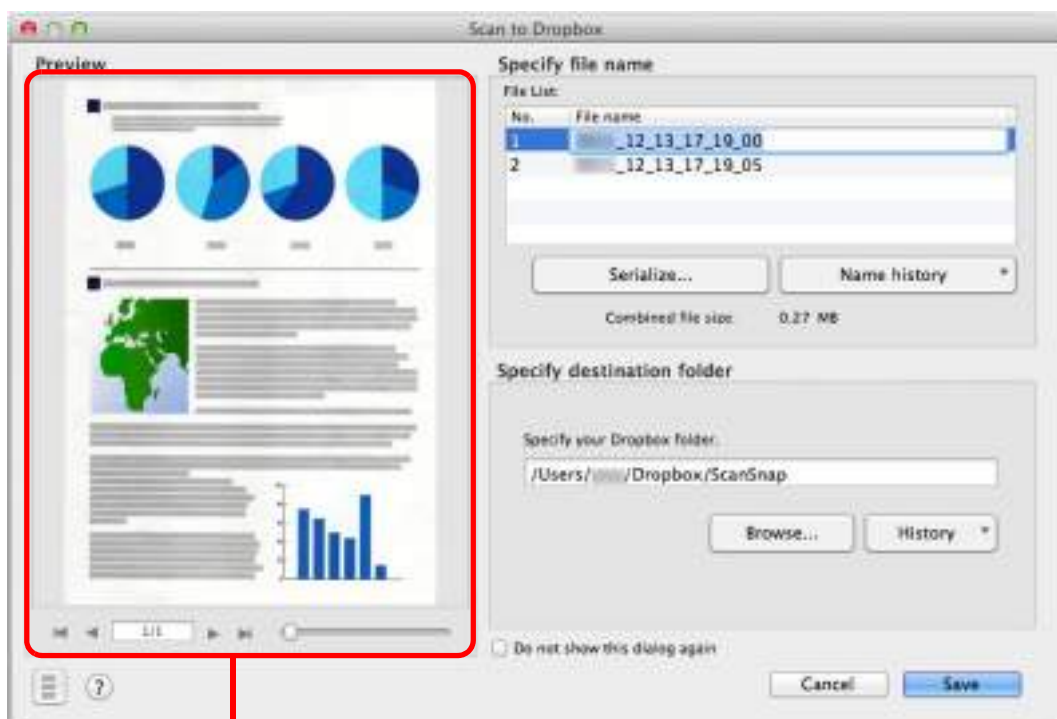 Scan to Dropbox
Preview
Specify file name
File List:
No. File name
1 _12_13_17_19_00
2 _12_13_17_19_05
Serialize...
Name history
Combined file size: 0.27 MB
Specify destination folder
Specify your Dropbox folder.
/Users/ /Dropbox/ScanSnap
Browse...
History
1/1
Do not show this dialog again
?
Cancel
Save